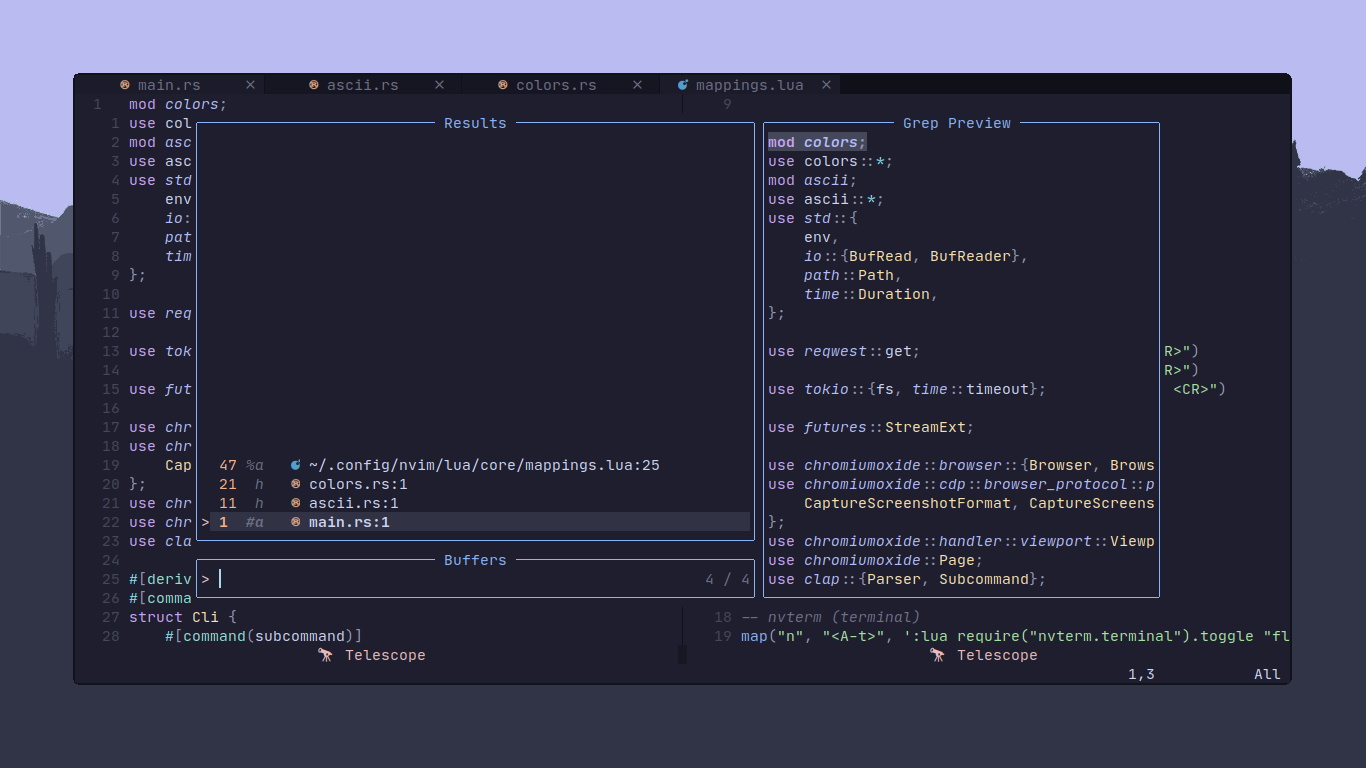 main.rs × ascii.rs × colors.rs × mappings.lua ×
1 mod colors;
1 use col
2 mod asc
3 use asc
4 use std
5 env
6 io:
7 pat
8 tim
9 };
10
11 use req
12
13 use tok
14
15 use fut
16
17 use chr
18 use chr
19 Cap
20 };
21 use chr
22 use chr
23 use cla
24
25 #[deriv
26 #[comma
27 struct Cli {
28 #[command(subcommand)]
Results
47 %a ~/.config/nvim/lua/core/mappings.lua:25
21 h colors.rs:1
11 h ascii.rs:1
> 1 #a main.rs:1
Buffers
> 4 / 4
9
Grep Preview
mod colors;
use colors::*;
mod ascii;
use ascii::*;
use std::{
env,
io::{BufRead, BufReader},
path::Path,
time::Duration,
};
use reqwest::get;
use tokio::{fs, time::timeout};
use futures::StreamExt;
use chromiumoxide::browser::{Browser, Brows
use chromiumoxide::cdp::browser_protocol::p
CaptureScreenshotFormat, CaptureScreens
};
use chromiumoxide::handler::viewport::Viewp
use chromiumoxide::Page;
use clap::{Parser, Subcommand};
R>")
R>")
<CR>")
18 -- nvterm (terminal)
19 map("n", "<A-t>", ':lua require("nvterm.terminal").toggle "fl
Telescope
Telescope
1,3 All